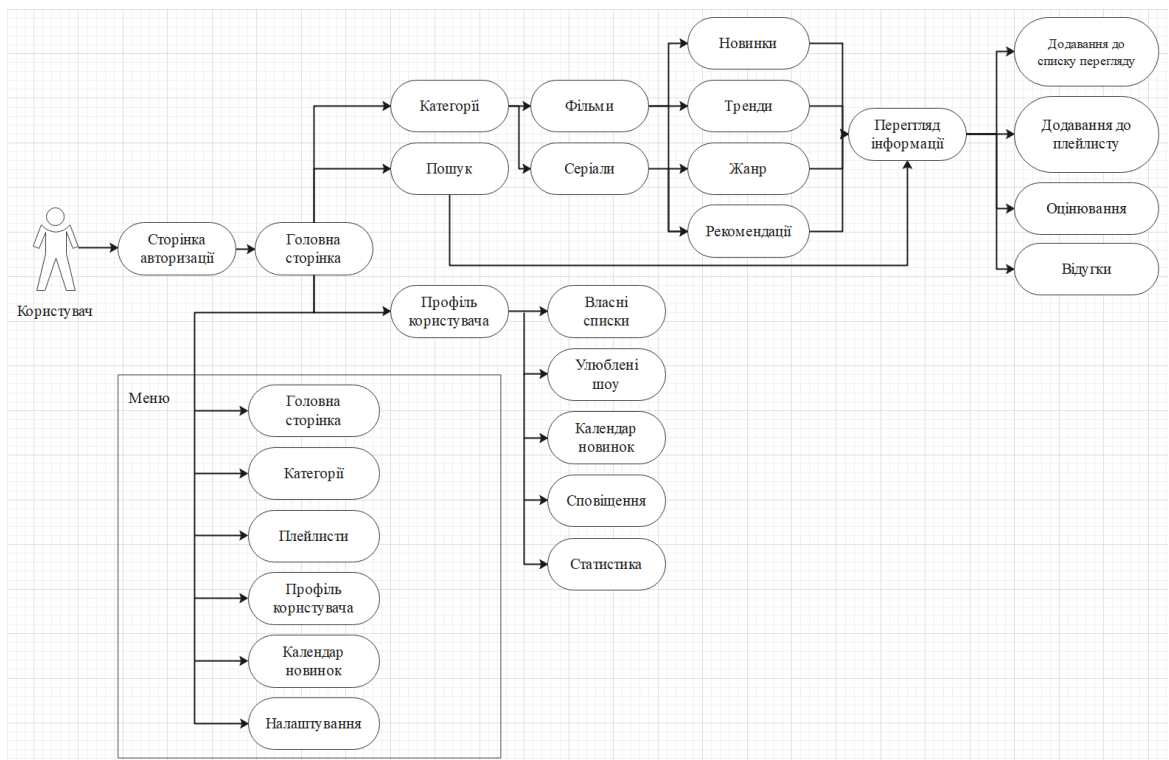 Новинки
Додавання до
списку перегляду
Категорії
Фільми
Тренди
Перегляд
інформації
Додавання до
плейлисту
Пошук
Серіали
Жанр
Оцінювання
Рекомендації
Відугки
Користувач
Сторінка
авторизації
Головна
сторінка
Профіль
користувача
Власні
списки
Улюблені
шоу
Календар
новинок
Сповіщення
Статистика
Меню
Головна
сторінка
Категорії
Плейлисти
Профіль
користувача
Календар
новинок
Налаштування